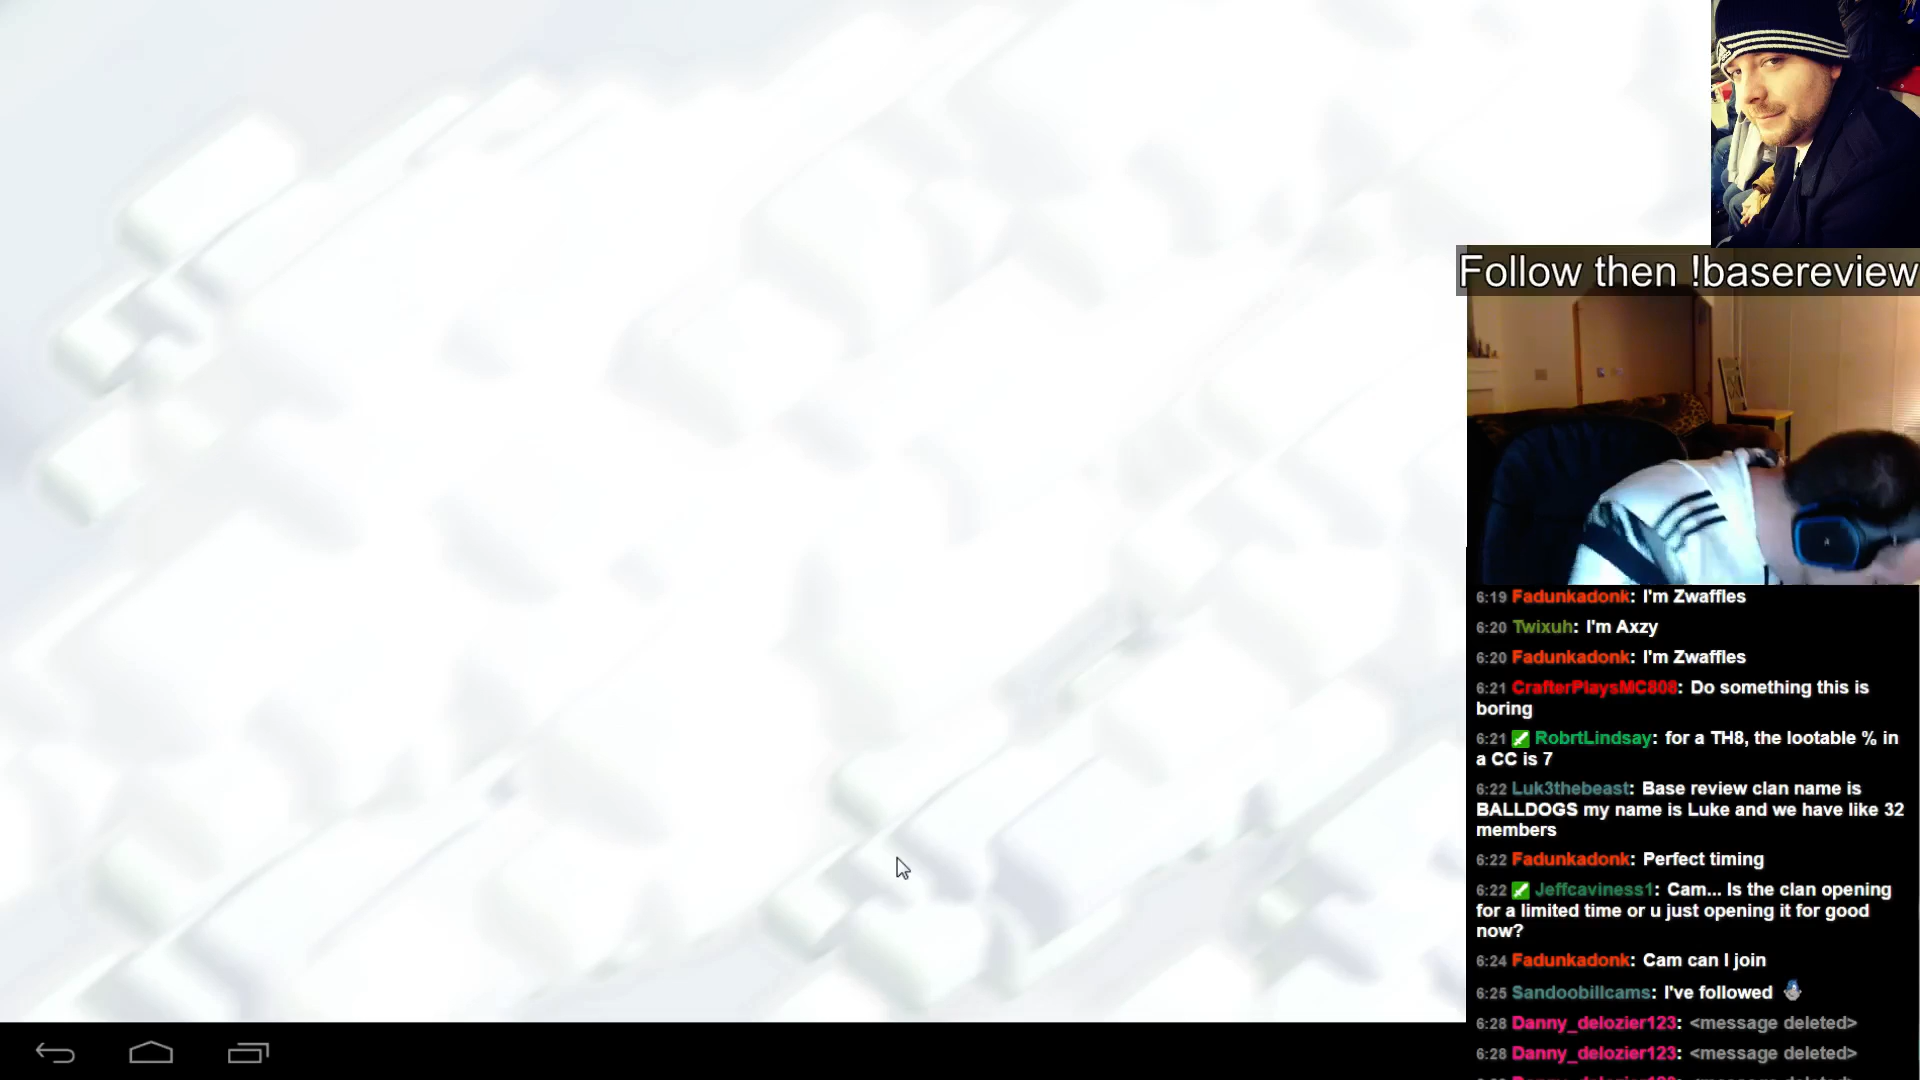 Follow then !basereview
6:19 Fadunkadonk: I'm Zwaffles
6:20 Twixuh: I'm Axzy
6:20 Fadunkadonk: I'm Zwaffles
6:21 CrafterPlaysMC808: Do something this is
boring
6:21 RobrtLindsay: for a TH8, the lootable % in
a CC is 7
6:22 Luk3thebeast: Base review clan name is
BALLDOGS my name is Luke and we have like 32
members
6:22 Fadunkadonk: Perfect timing
6:22 Jeffcaviness1: Cam... Is the clan opening
for a limited time or u just opening it for good
now?
6:24 Fadunkadonk: Cam can I join
6:25 Sandoobillcams: I've followed
6:28 Danny_delozier123: <message deleted>
6:28 Danny_delozier123: <message deleted>